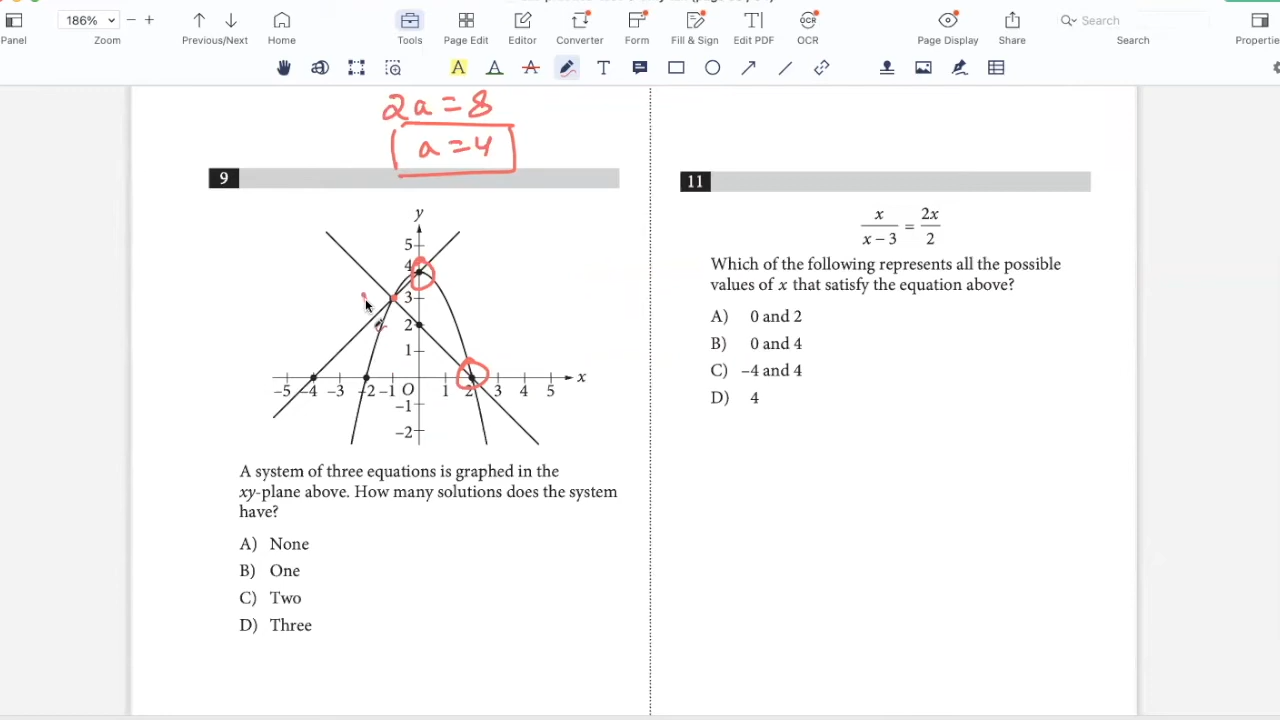 Panel
186%
Zoom
Previous/Next
Home
Tools
Page Edit
Editor
Converter
Form
Fill & Sign
Edit PDF
OCR
OCR
Page Display
Share
Search
Search
2a = 8
a = 4
9
y
5
4
3
2
1
-5 -4 -3 -2 -1 O 1 2 3 4 5 x
-1
-2
A system of three equations is graphed in the
xy-plane above. How many solutions does the system
have?
A) None
B) One
C) Two
D) Three
11
x / x – 3 = 2x / 2
Which of the following represents all the possible
values of x that satisfy the equation above?
A) 0 and 2
B) 0 and 4
C) –4 and 4
D) 4